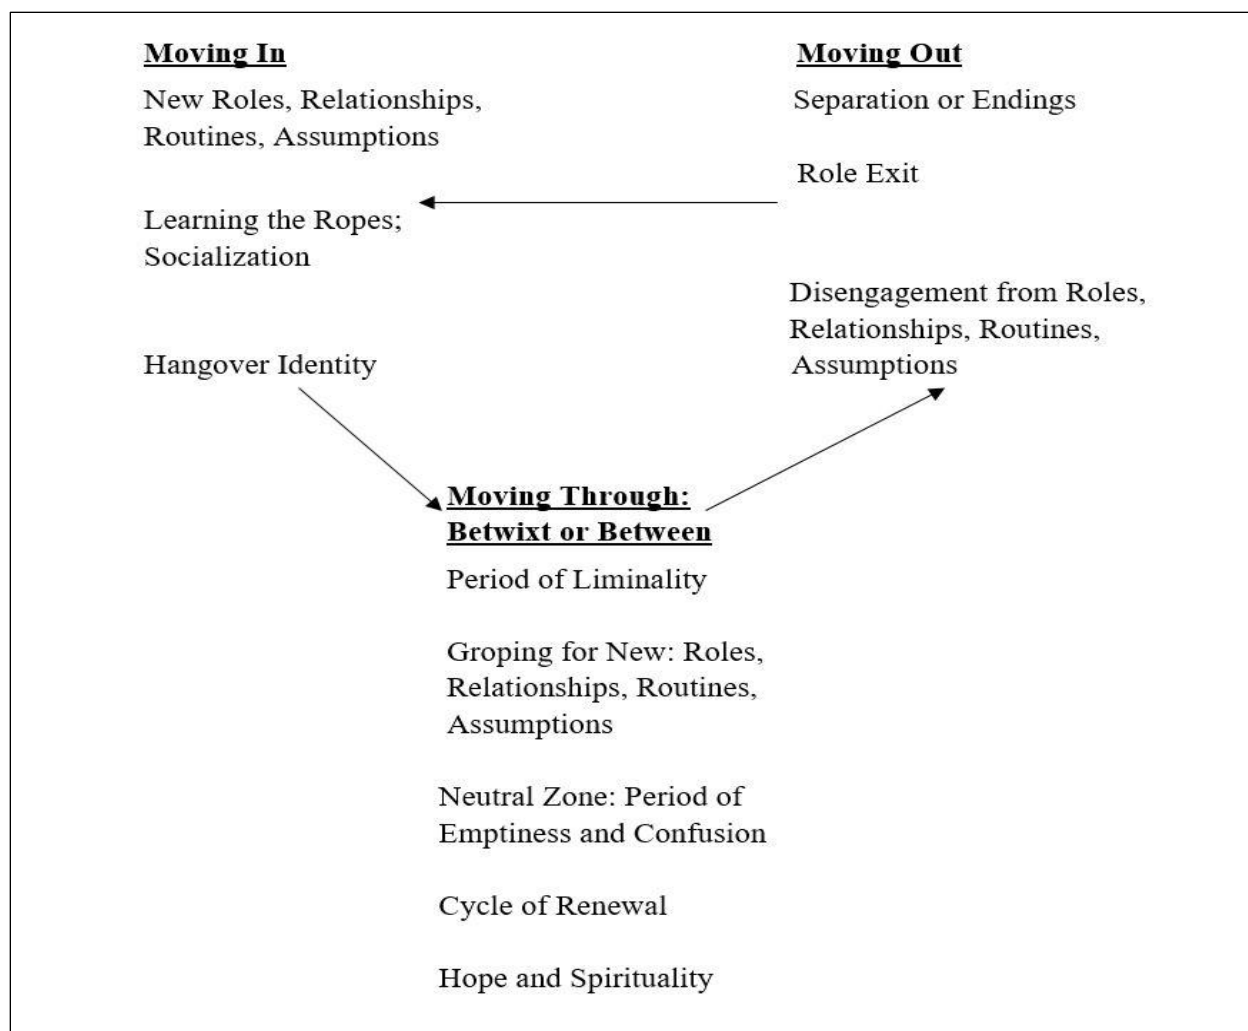 Moving In
New Roles, Relationships,
Routines, Assumptions
Learning the Ropes;
Socialization
Hangover Identity
Moving Out
Separation or Endings
Role Exit
Disengagement from Roles,
Relationships, Routines,
Assumptions
Moving Through:
Betwixt or Between
Period of Liminality
Groping for New: Roles,
Relationships, Routines,
Assumptions
Neutral Zone: Period of
Emptiness and Confusion
Cycle of Renewal
Hope and Spirituality